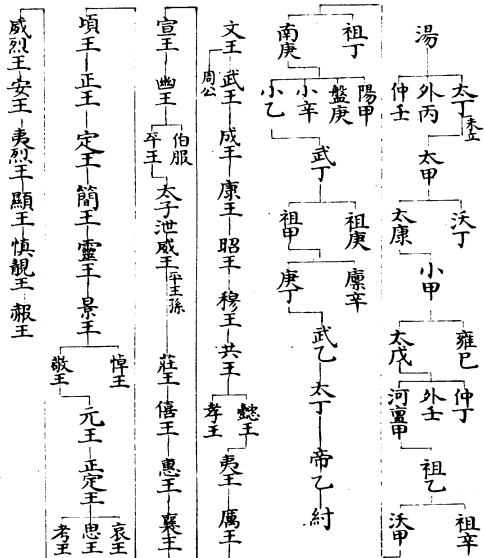 湯
太丁未立
外丙
仲壬
太甲
沃丁
太康
小甲
雍己
太戊
仲丁
外壬
河亶甲
祖乙
祖辛
沃甲
祖丁
南庚
陽甲
盤庚
小辛
小乙
武丁
祖庚
祖甲
廩辛
庚丁
武乙
太丁
帝乙
紂
文王
武王
周公
成王
康王
昭王
穆王
共王
懿王
孝王
夷王
厲王
宣王
幽王
伯服
平王
太子泄
威王平王孫
莊王
僖王
惠王
襄王
頃王
正王
定王
簡王
靈王
景王
悼王
敬王
元王
正定王
哀王
思王
考王
威烈王
安王
夷烈王
顯王
慎靚王
赧王